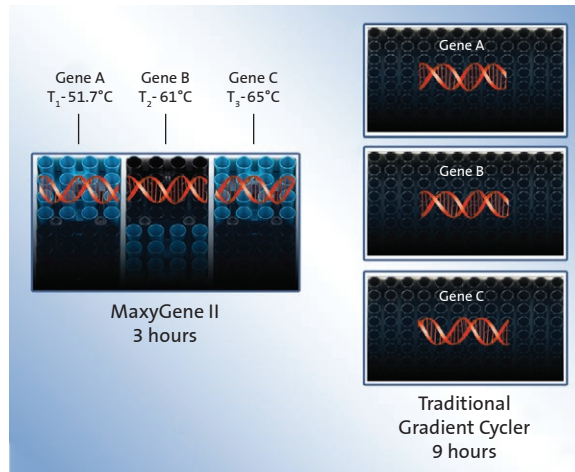 Gene A
T₁-51.7°C
Gene B
T₂-61°C
Gene C
T₃-65°C
MaxyGene II
3 hours
Gene A
Gene B
Gene C
Traditional
Gradient Cycler
9 hours